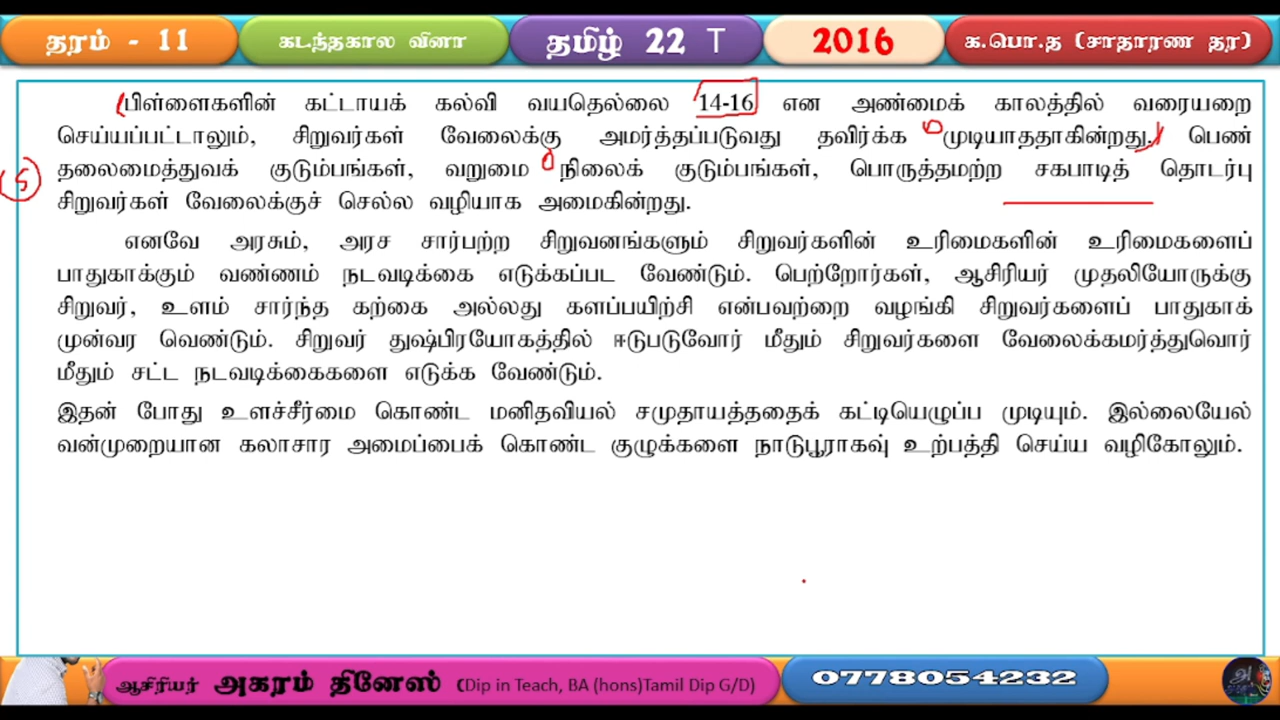 தரம் - 11 கடந்தகால வினா தமிழ் 22 T 2016 க.பொ.த (சாதாரண தர)
பிள்ளைகளின் கட்டாயக் கல்வி வயதெல்லை 14-16 என அண்மைக் காலத்தில் வரையறை
செய்யப்பட்டாலும், சிறுவர்கள் வேலைக்கு அமர்த்தப்படுவது தவிர்க்க முடியாததாகின்றது. பெண்
தலைமைத்துவக் குடும்பங்கள், வறுமை நிலைக் குடும்பங்கள், பொருத்தமற்ற சகபாடித் தொடர்பு
5
சிறுவர்கள் வேலைக்குச் செல்ல வழியாக அமைகின்றது.
எனவே அரசும், அரச சார்பற்ற சிறுவனங்களும் சிறுவர்களின் உரிமைகளின் உரிமைகளைப்
பாதுகாக்கும் வண்ணம் நடவடிக்கை எடுக்கப்பட வேண்டும். பெற்றோர்கள், ஆசிரியர் முதலியோருக்கு
சிறுவர், உளம் சார்ந்த கற்கை அல்லது களப்பயிற்சி என்பவற்றை வழங்கி சிறுவர்களைப் பாதுகாக்
முன்வர வெண்டும். சிறுவர் துஷ்பிரயோகத்தில் ஈடுபடுவோர் மீதும் சிறுவர்களை வேலைக்கமர்த்துவொர்
மீதும் சட்ட நடவடிக்கைகளை எடுக்க வேண்டும்.
இதன் போது உளச்சீர்மை கொண்ட மனிதவியல் சமுதாயத்ததைக் கட்டியெழுப்ப முடியும். இல்லையேல்
வன்முறையான கலாசார அமைப்பைக் கொண்ட குழுக்களை நாடுபூராகவு் உற்பத்தி செய்ய வழிகோலும்.
ஆசிரியர் அகரம் தினேஸ் (Dip in Teach, BA (hons)Tamil Dip G/D) 0778054232